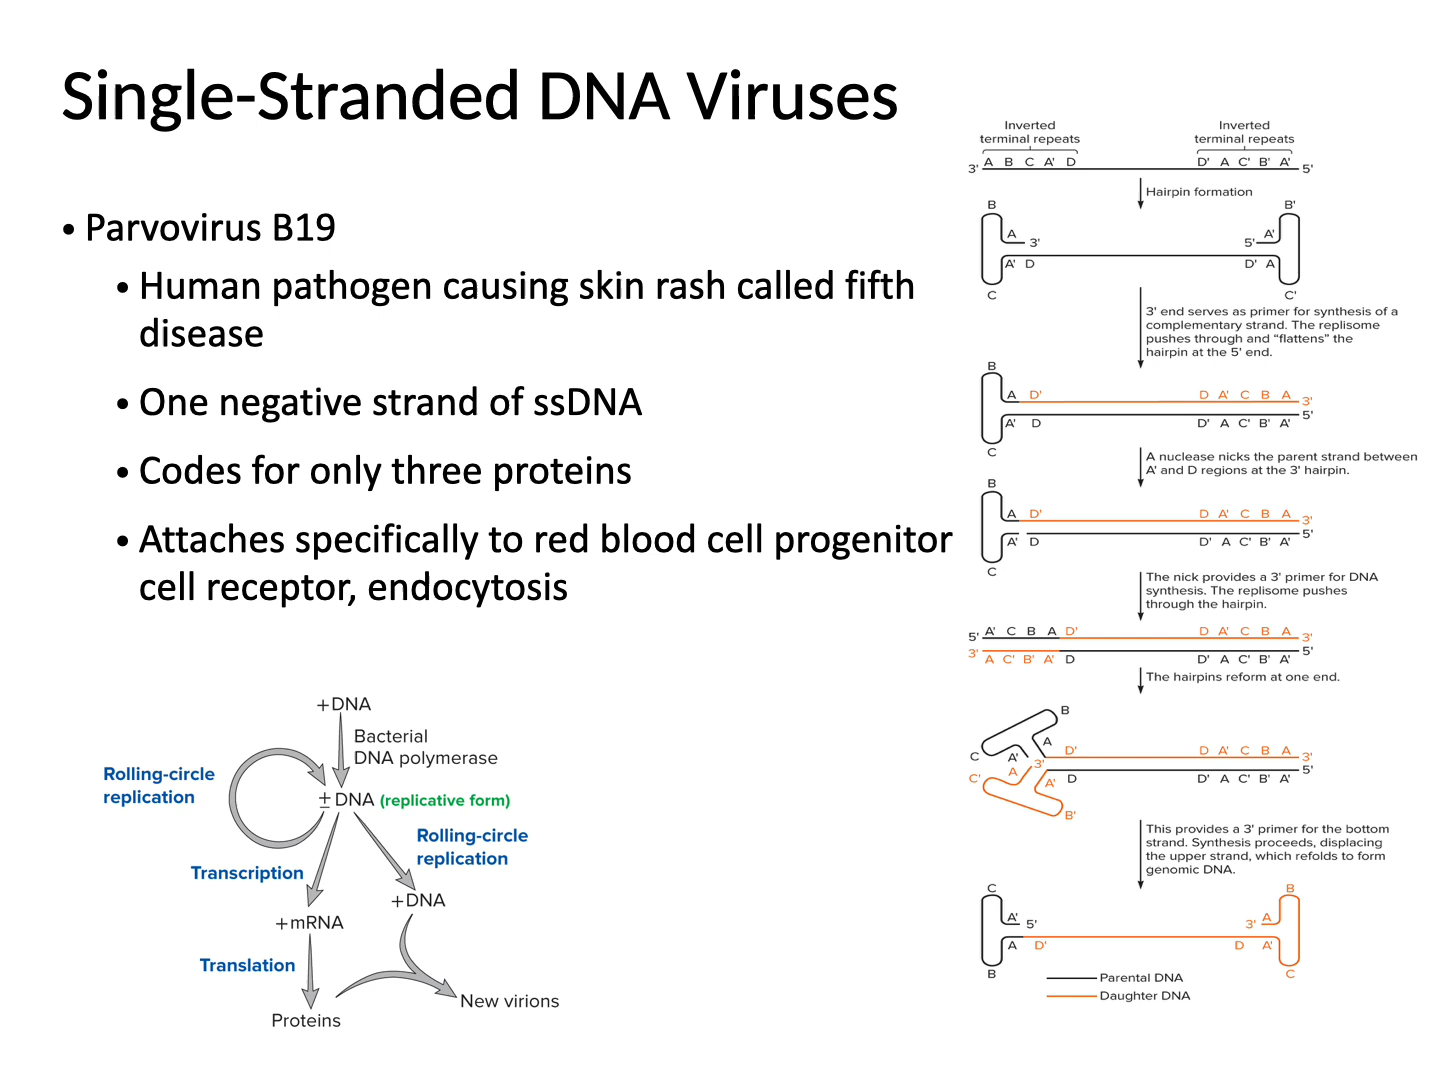 Single-Stranded DNA Viruses
• Parvovirus B19
• Human pathogen causing skin rash called fifth
disease
• One negative strand of ssDNA
• Codes for only three proteins
• Attaches specifically to red blood cell progenitor
cell receptor, endocytosis
+DNA
Bacterial
DNA polymerase
Rolling-circle
replication
±DNA (replicative form)
Rolling-circle
replication
Transcription
+DNA
+mRNA
Translation
New virions
Proteins
Inverted
terminal repeats
Inverted
terminal repeats
3' A B C A' D D' A C' B' A' 5'
Hairpin formation
B B'
A 3' 5' A'
A' D D' A
C C'
3' end serves as primer for synthesis of a
complementary strand. The replisome
pushes through and “flattens” the
hairpin at the 5' end.
B
A D' D A' C B A 3'
5'
A' D D' A C' B' A'
C
A nuclease nicks the parent strand between
A' and D regions at the 3' hairpin.
B
A D' D A' C B A 3'
5'
A' D D' A C' B' A'
C
The nick provides a 3' primer for DNA
synthesis. The replisome pushes
through the hairpin.
5' A' C B A D' D A' C B A 3'
3' A C' B' A' D D' A C' B' A' 5'
The hairpins reform at one end.
B
A D' D A' C B A 3'
C A' 3' 5'
C' A A' D D' A C' B' A'
B'
This provides a 3' primer for the bottom
strand. Synthesis proceeds, displacing
the upper strand, which refolds to form
genomic DNA.
C B
A' 5' 3' A
A D' D A'
B C
Parental DNA
Daughter DNA